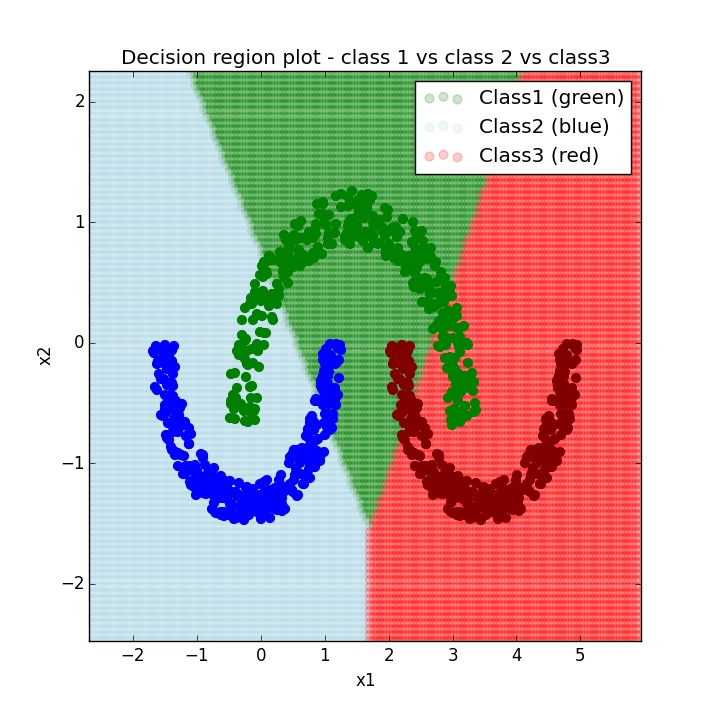 Decision region plot - class 1 vs class 2 vs class3
Class1 (green)
Class2 (blue)
Class3 (red)
2
1
0
−1
−2
x2
−2 −1 0 1 2 3 4 5
x1